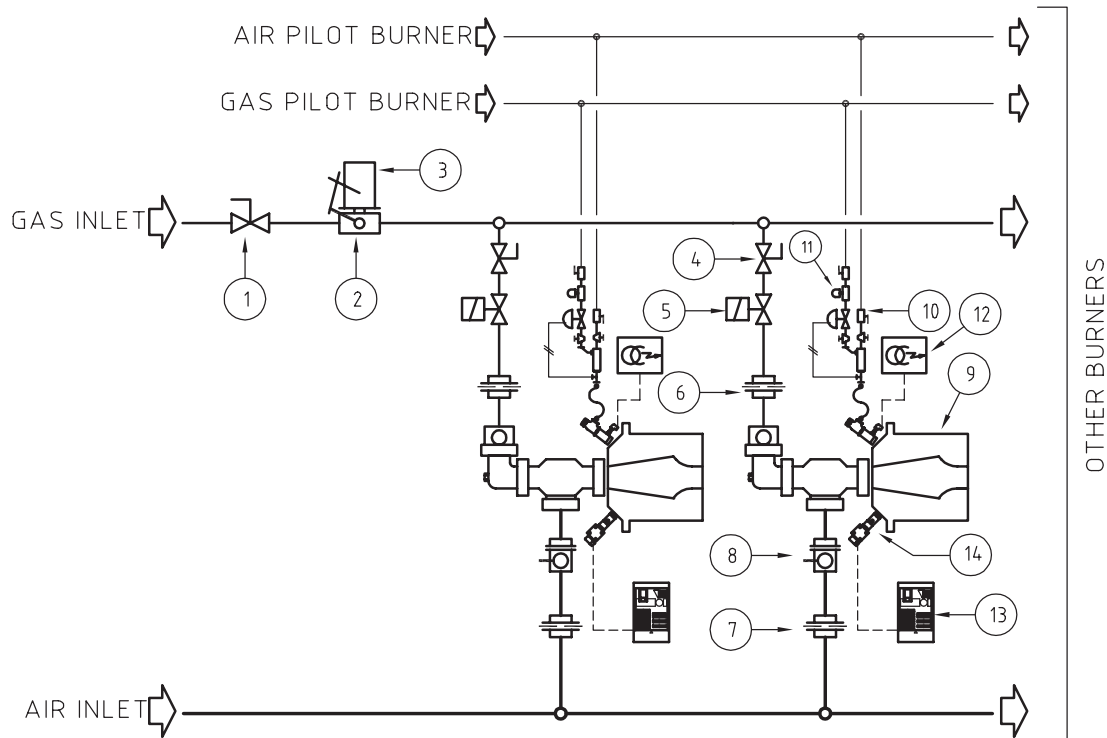 AIR PILOT BURNER
GAS PILOT BURNER
3
GAS INLET
1
2
4
11
5
10
12
6
9
OTHER BURNERS
8
14
7
13
AIR INLET